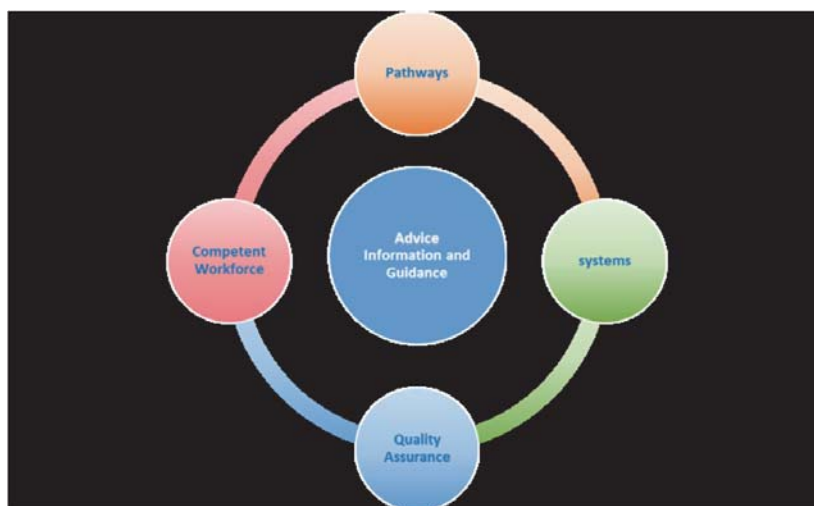 Pathways
Competent
Workforce
Advice
Information and
Guidance
systems
Quality
Assurance